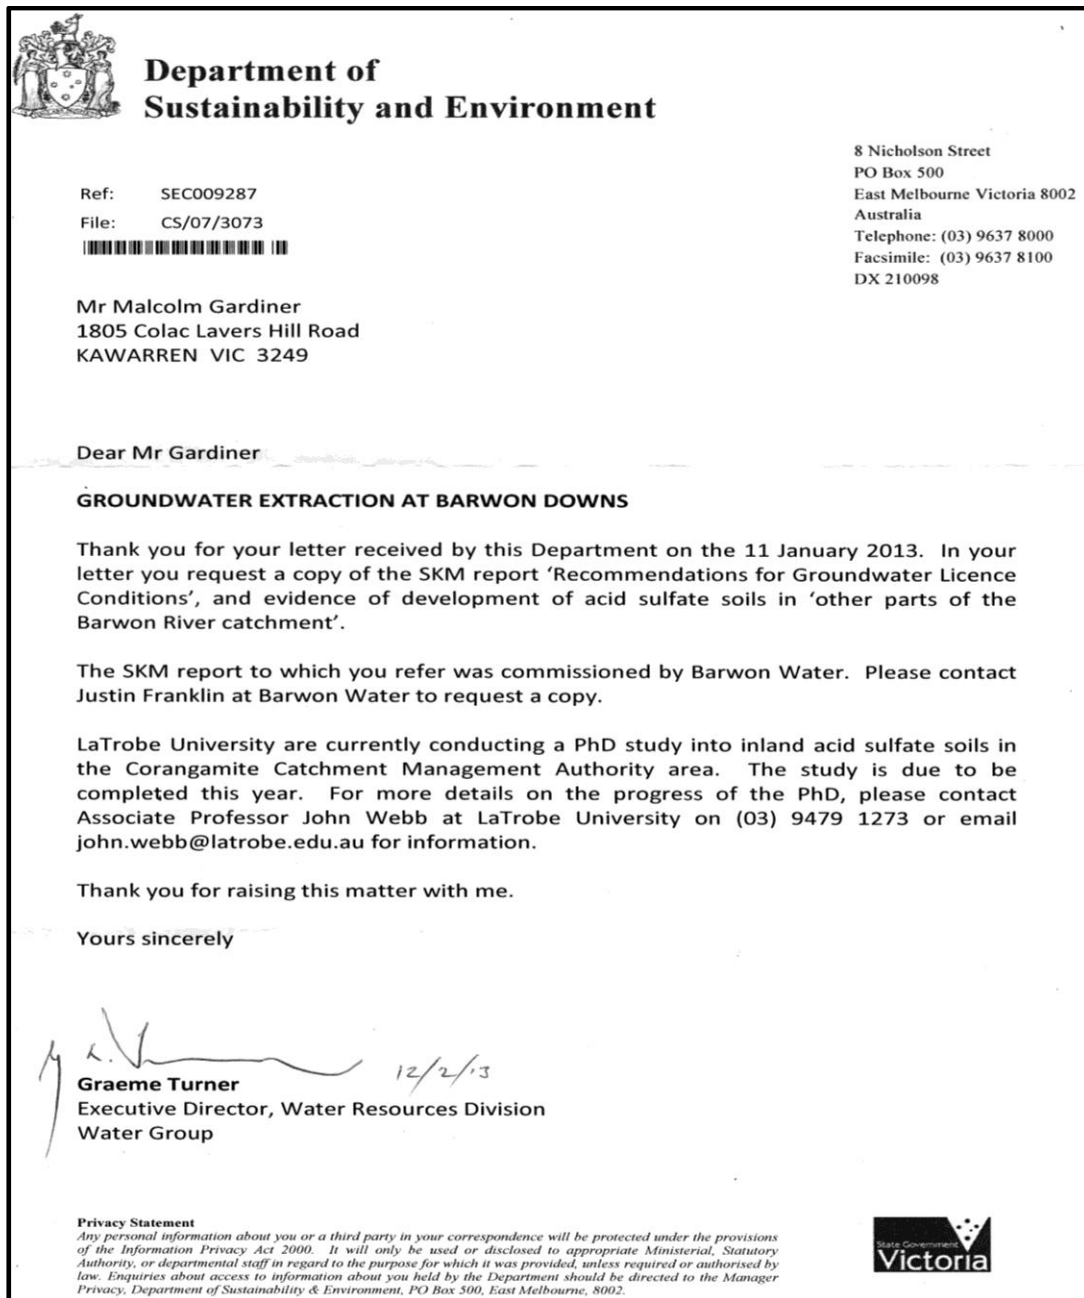 Department of
Sustainability and Environment
8 Nicholson Street
PO Box 500
East Melbourne Victoria 8002
Australia
Telephone: (03) 9637 8000
Facsimile: (03) 9637 8100
DX 210098
Ref: SEC009287
File: CS/07/3073
Mr Malcolm Gardiner
1805 Colac Lavers Hill Road
KAWARREN VIC 3249
Dear Mr Gardiner
GROUNDWATER EXTRACTION AT BARWON DOWNS
Thank you for your letter received by this Department on the 11 January 2013. In your
letter you request a copy of the SKM report ‘Recommendations for Groundwater Licence
Conditions’, and evidence of development of acid sulfate soils in ‘other parts of the
Barwon River catchment’.
The SKM report to which you refer was commissioned by Barwon Water. Please contact
Justin Franklin at Barwon Water to request a copy.
LaTrobe University are currently conducting a PhD study into inland acid sulfate soils in
the Corangamite Catchment Management Authority area. The study is due to be
completed this year. For more details on the progress of the PhD, please contact
Associate Professor John Webb at LaTrobe University on (03) 9479 1273 or email
john.webb@latrobe.edu.au for information.
Thank you for raising this matter with me.
Yours sincerely
12/2/13
Graeme Turner
Executive Director, Water Resources Division
Water Group
Privacy Statement
Any personal information about you or a third party in your correspondence will be protected under the provisions
of the Information Privacy Act 2000. It will only be used or disclosed to appropriate Ministerial, Statutory
Authority, or departmental staff in regard to the purpose for which it was provided, unless required or authorised by
law. Enquiries about access to information about you held by the Department should be directed to the Manager
Privacy, Department of Sustainability & Environment, PO Box 500, East Melbourne, 8002.
State Government
Victoria